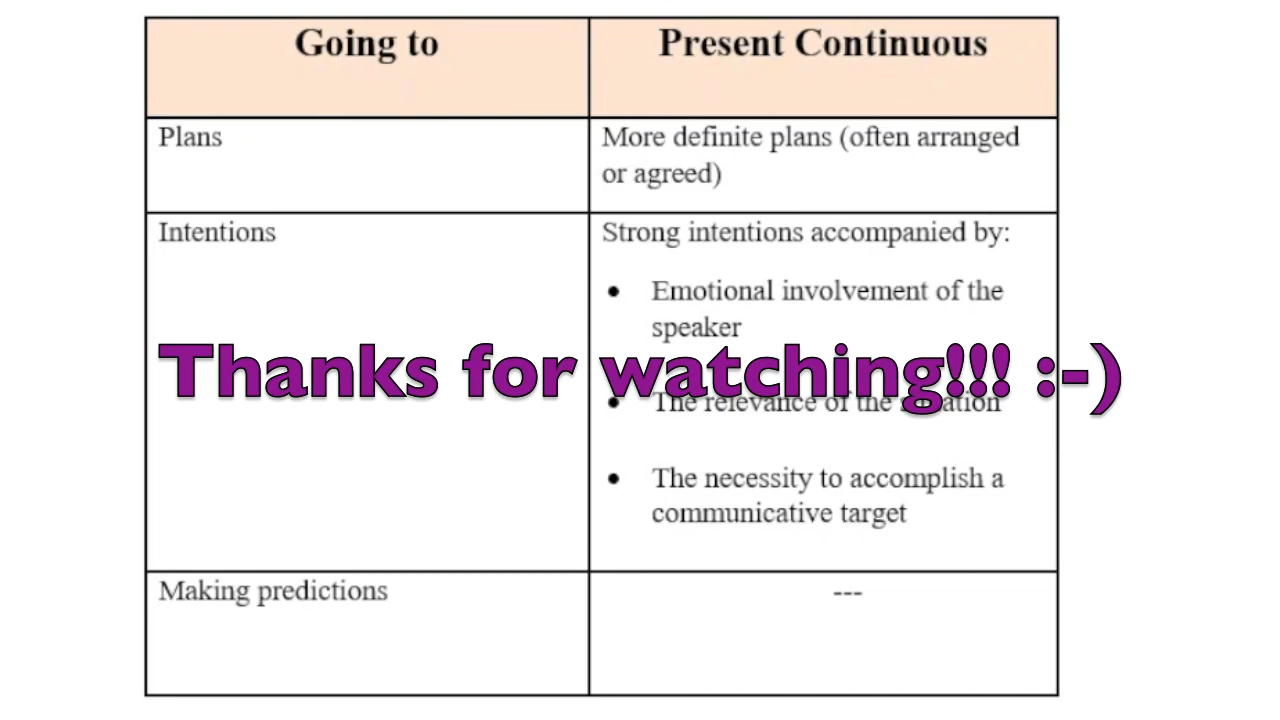 Going to
Present Continuous
Plans
More definite plans (often arranged
or agreed)
Intentions
Strong intentions accompanied by:
• Emotional involvement of the
speaker
Thanks for watching!!! :-)
• The relevance of the situation
• The necessity to accomplish a
communicative target
Making predictions
---